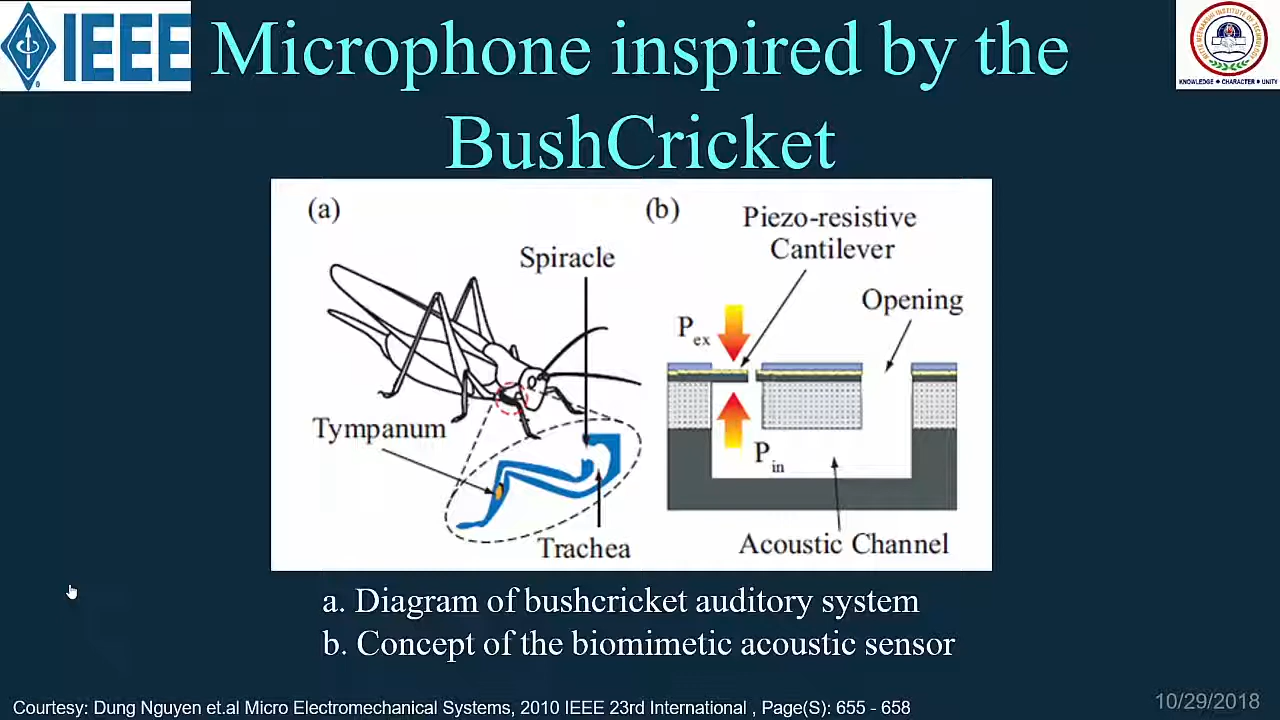 IEEE
Microphone inspired by the
BushCricket
KNOWLEDGE ● CHARACTER ● UNITY
(a)
(b)
Piezo-resistive
Cantilever
Spiracle
Opening
Pex
Tympanum
Pin
Trachea
Acoustic Channel
a. Diagram of bushcricket auditory system
b. Concept of the biomimetic acoustic sensor
Courtesy: Dung Nguyen et.al Micro Electromechanical Systems, 2010 IEEE 23rd International , Page(S): 655 - 658
10/29/2018